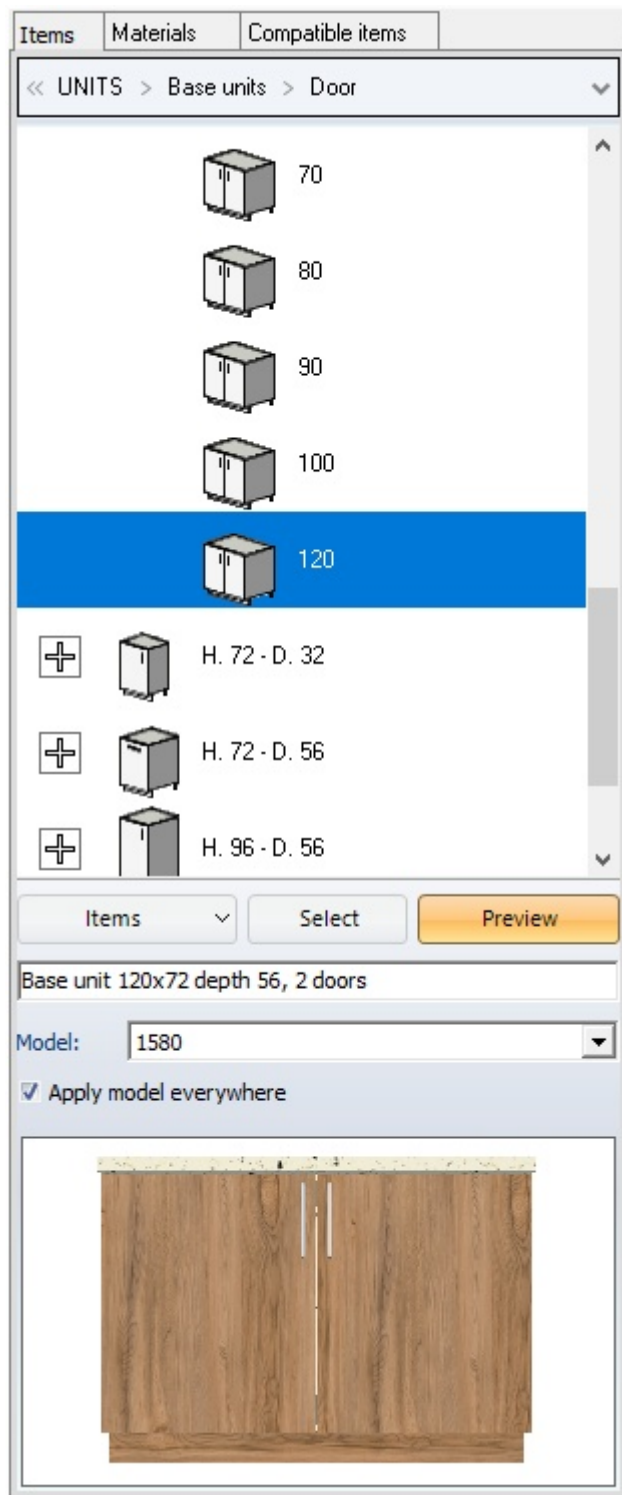 Items Materials Compatible items
« UNITS > Base units > Door
70
80
90
100
120
H. 72 - D. 32
H. 72 - D. 56
H. 96 - D. 56
Items Select Preview
Base unit 120x72 depth 56, 2 doors
Model: 1580
Apply model everywhere